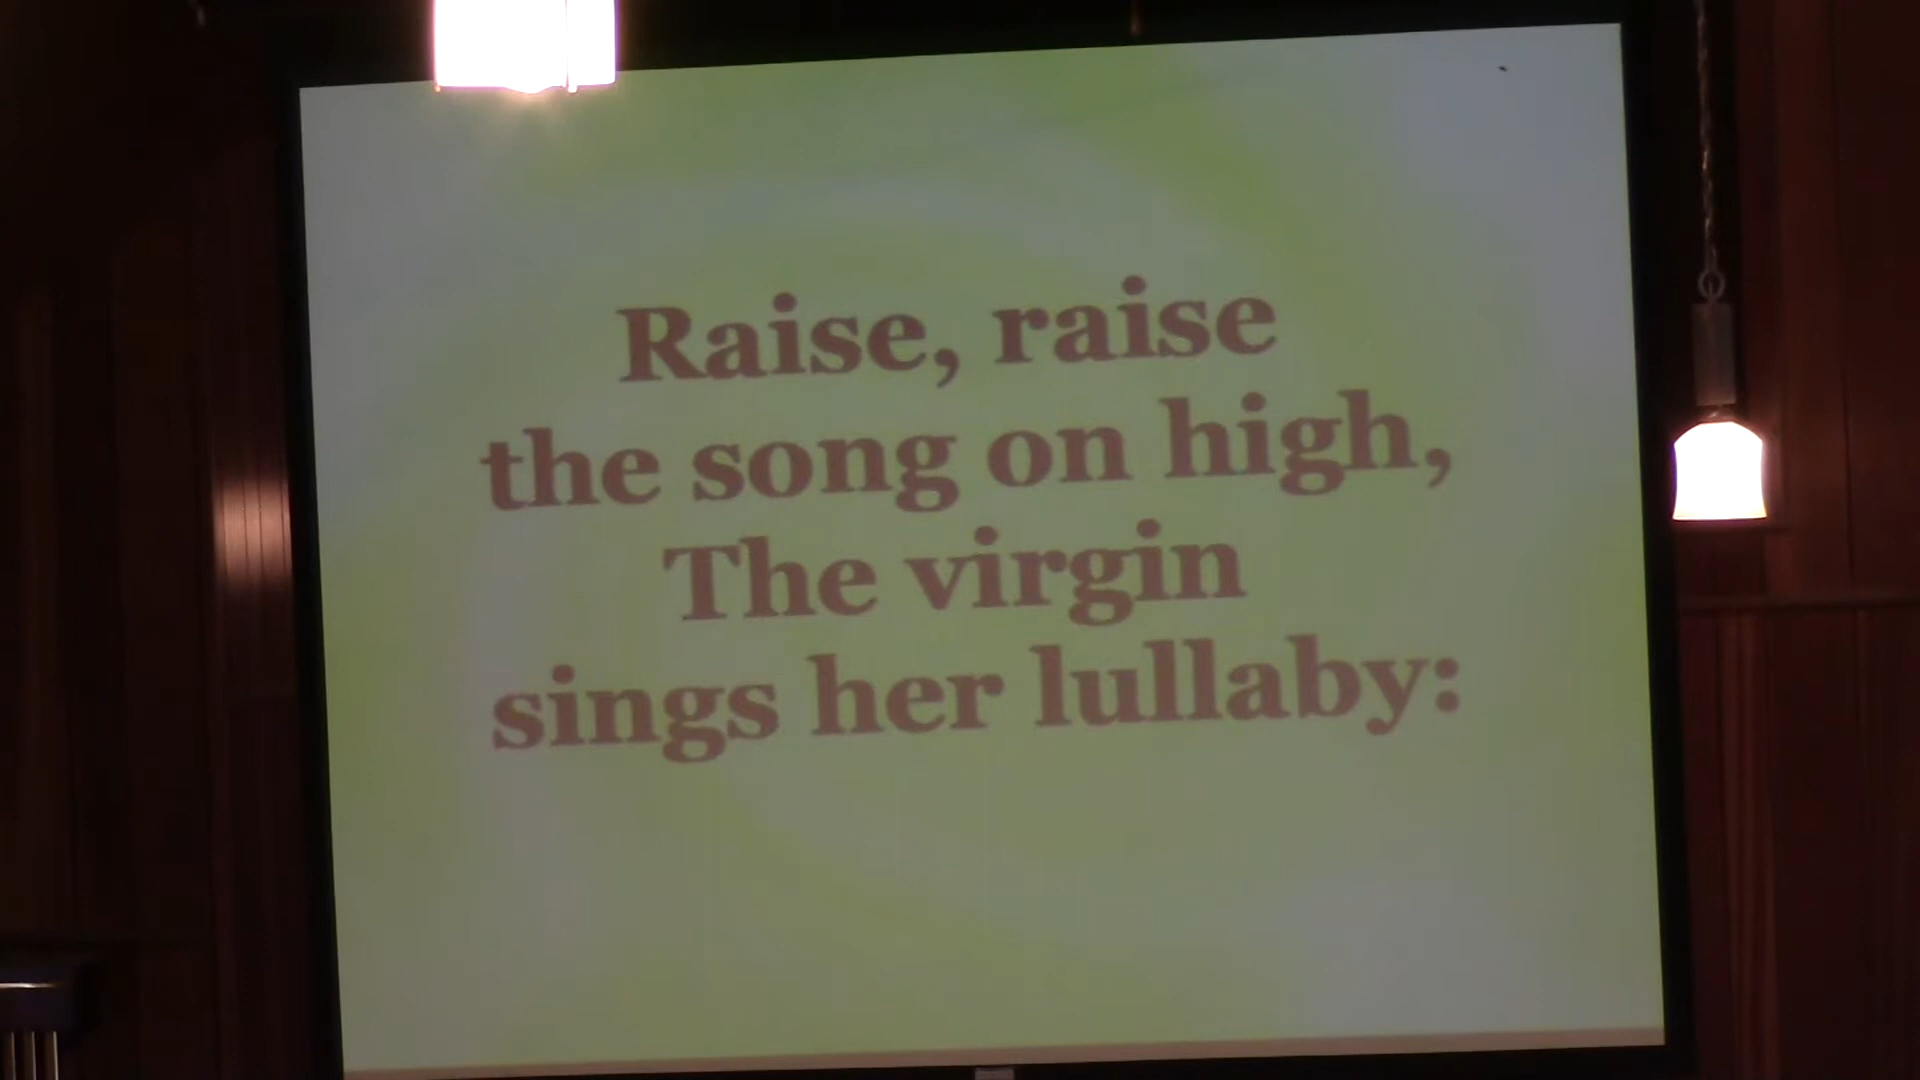 Raise, raise
the song on high,
The virgin
sings her lullaby: